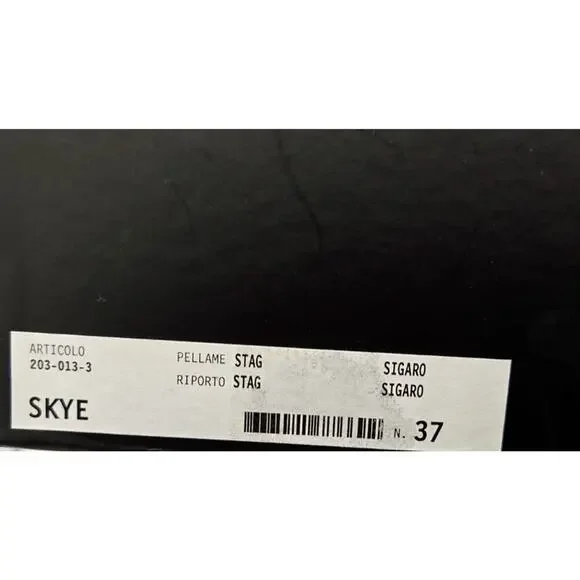 ARTICOLO
203-013-3
PELLAME STAG SIGARO
RIPORTO STAG SIGARO
SKYE
N. 37